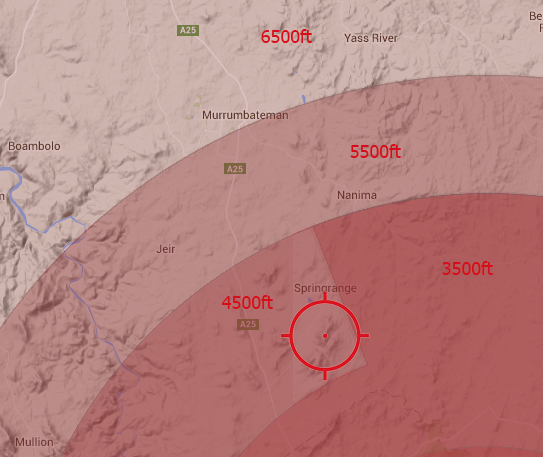 Be
A25
6500ft
Yass River
Murrumbateman
Boambolo
5500ft
A25
n
Nanima
Jeir
3500ft
Springrange
4500ft
A25
Mullion